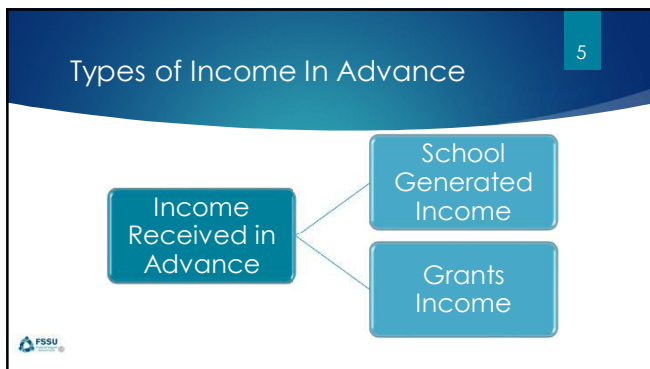 Types of Income In Advance
5
Income
Received in
Advance
School
Generated
Income
Grants
Income
FSSU